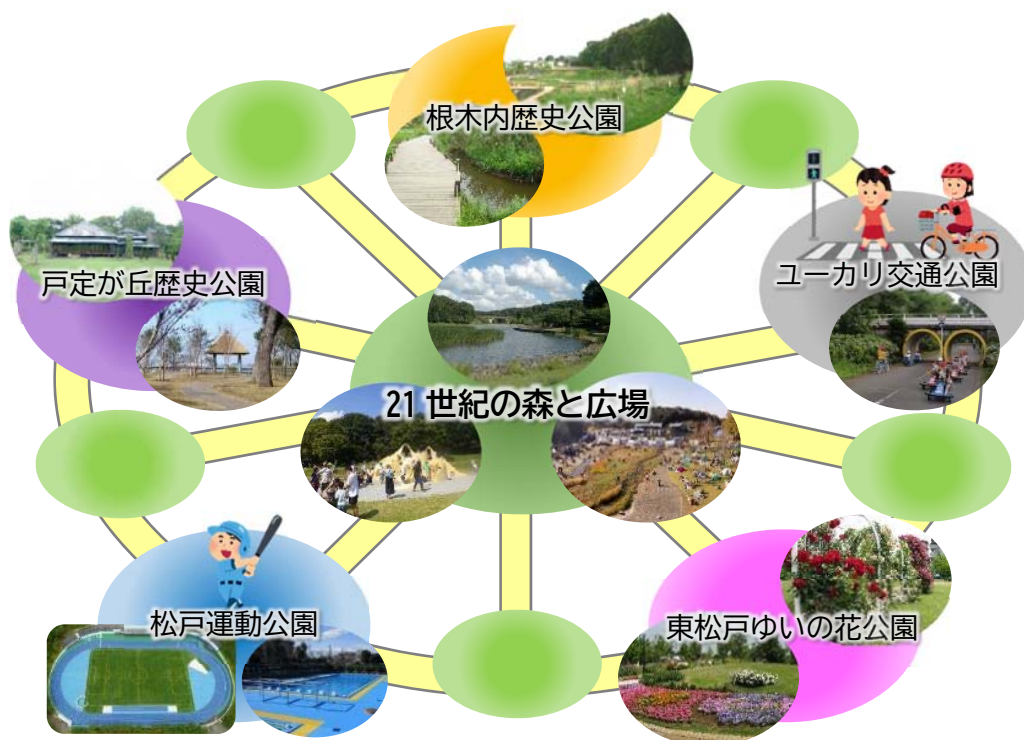 根木内歴史公園
戸定が丘歴史公園
ユーカリ交通公園
21世紀の森と広場
松戸運動公園
東松戸ゆいの花公園